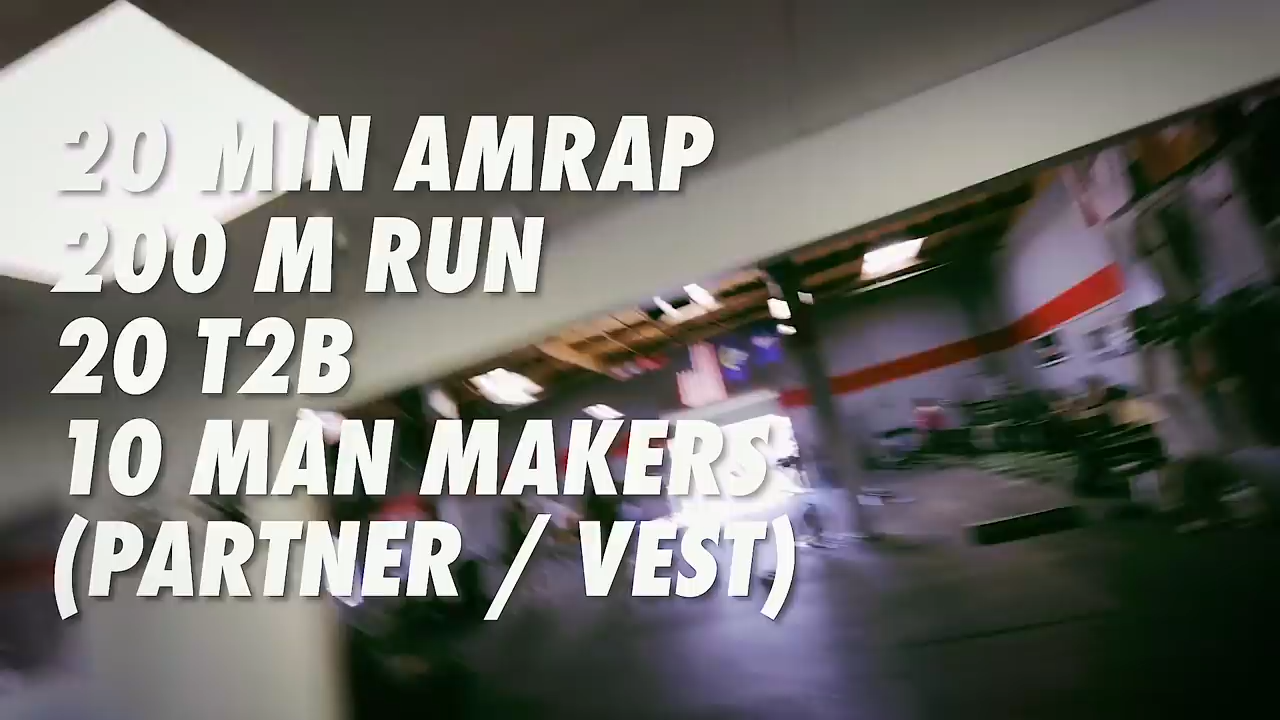 20 MIN AMRAP
200 M RUN
20 T2B
10 MAN MAKERS
(PARTNER / VEST)